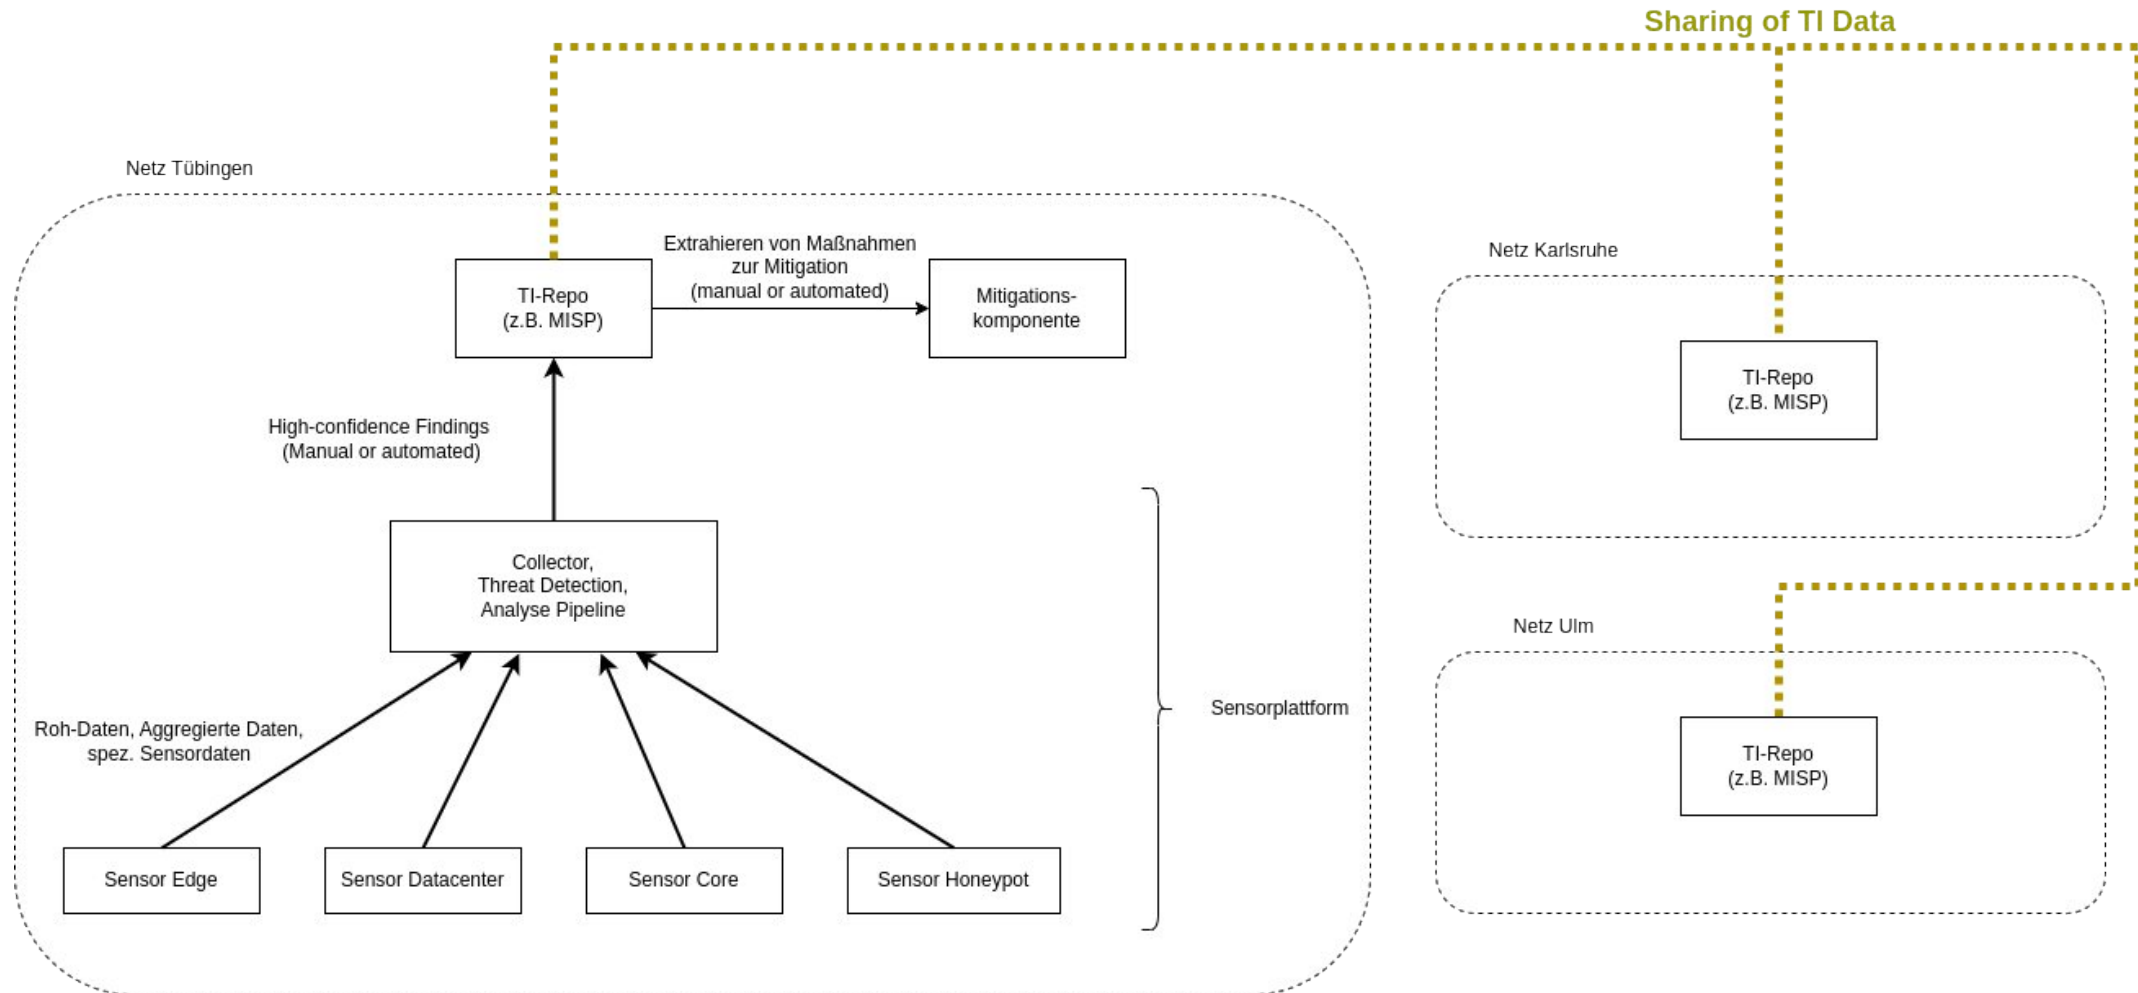 Sharing of TI Data
Netz Tübingen
Extrahieren von Maßnahmen
zur Mitigation
(manual or automated)
TI-Repo
(z.B. MISP)
Mitigations-
komponente
High-confidence Findings
(Manual or automated)
Collector,
Threat Detection,
Analyse Pipeline
Roh-Daten, Aggregierte Daten,
spez. Sensordaten
Sensor Edge
Sensor Datacenter
Sensor Core
Sensor Honeypot
Sensorplattform
Netz Karlsruhe
TI-Repo
(z.B. MISP)
Netz Ulm
TI-Repo
(z.B. MISP)